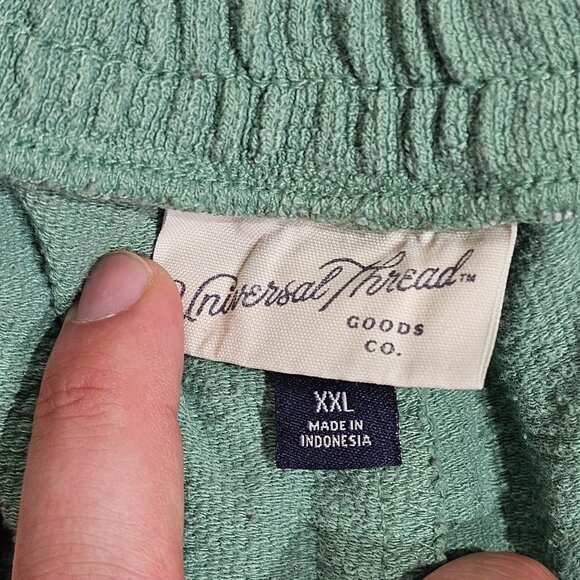 Universal Thread™
GOODS
CO.
XXL
MADE IN
INDONESIA